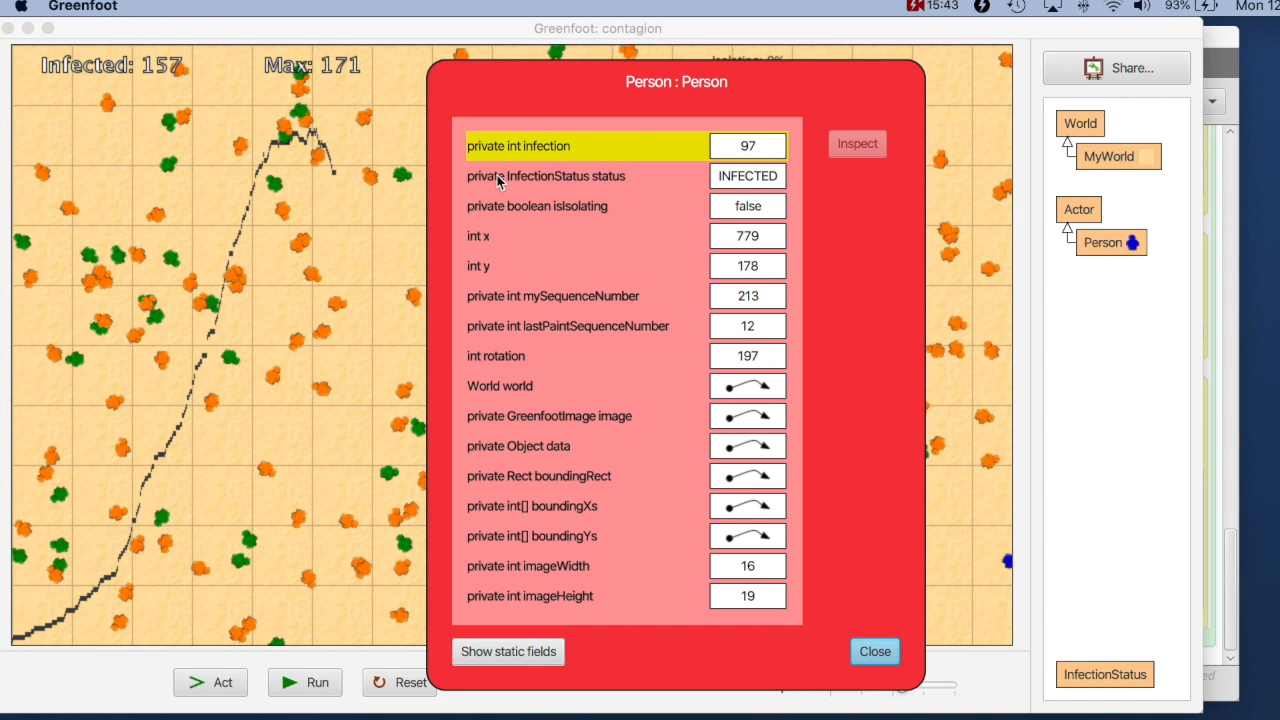 Greenfoot
15:43
93%
Mon 12
Greenfoot: contagion
Infected: 157
Max: 171
Person : Person
private int infection 97
Inspect
private InfectionStatus status INFECTED
private boolean isIsolating false
int x 779
int y 178
private int mySequenceNumber 213
private int lastPaintSequenceNumber 12
int rotation 197
World world
private GreenfootImage image
private Object data
private Rect boundingRect
private int[] boundingXs
private int[] boundingYs
private int imageWidth 16
private int imageHeight 19
Show static fields
Close
Act
Run
Reset
Share...
World
MyWorld
Actor
Person
InfectionStatus